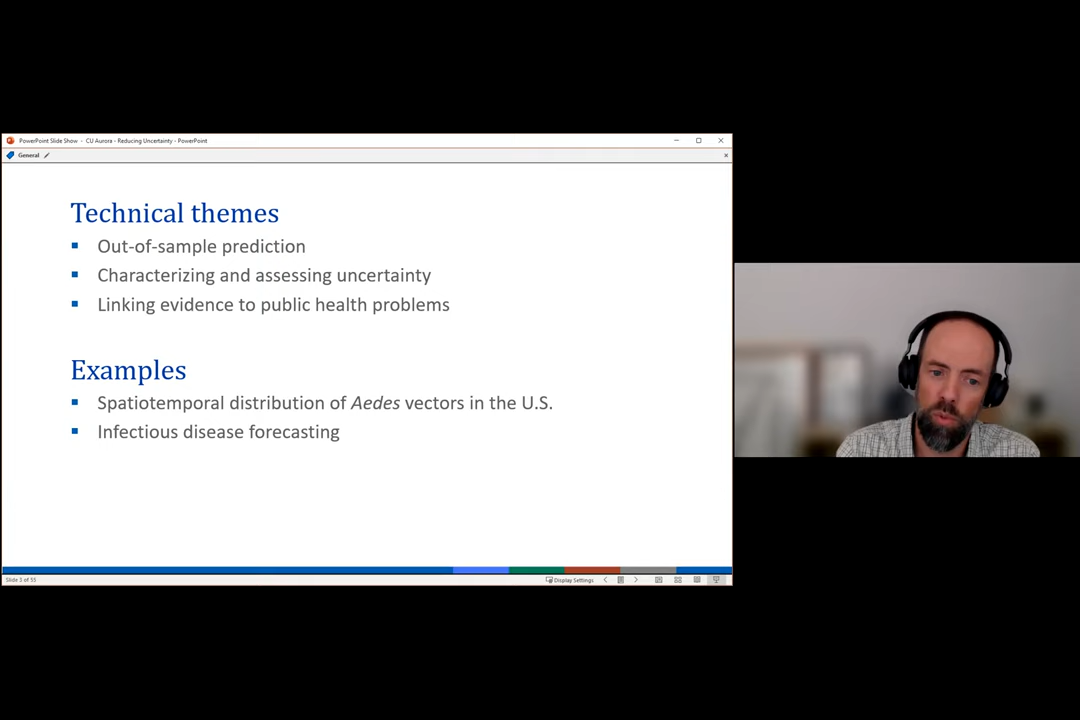 PowerPoint Slide Show - CU Aurora - Reducing Uncertainty - PowerPoint
General
Technical themes
Out-of-sample prediction
Characterizing and assessing uncertainty
Linking evidence to public health problems
Examples
Spatiotemporal distribution of Aedes vectors in the U.S.
Infectious disease forecasting
Slide 3 of 55
Display Settings